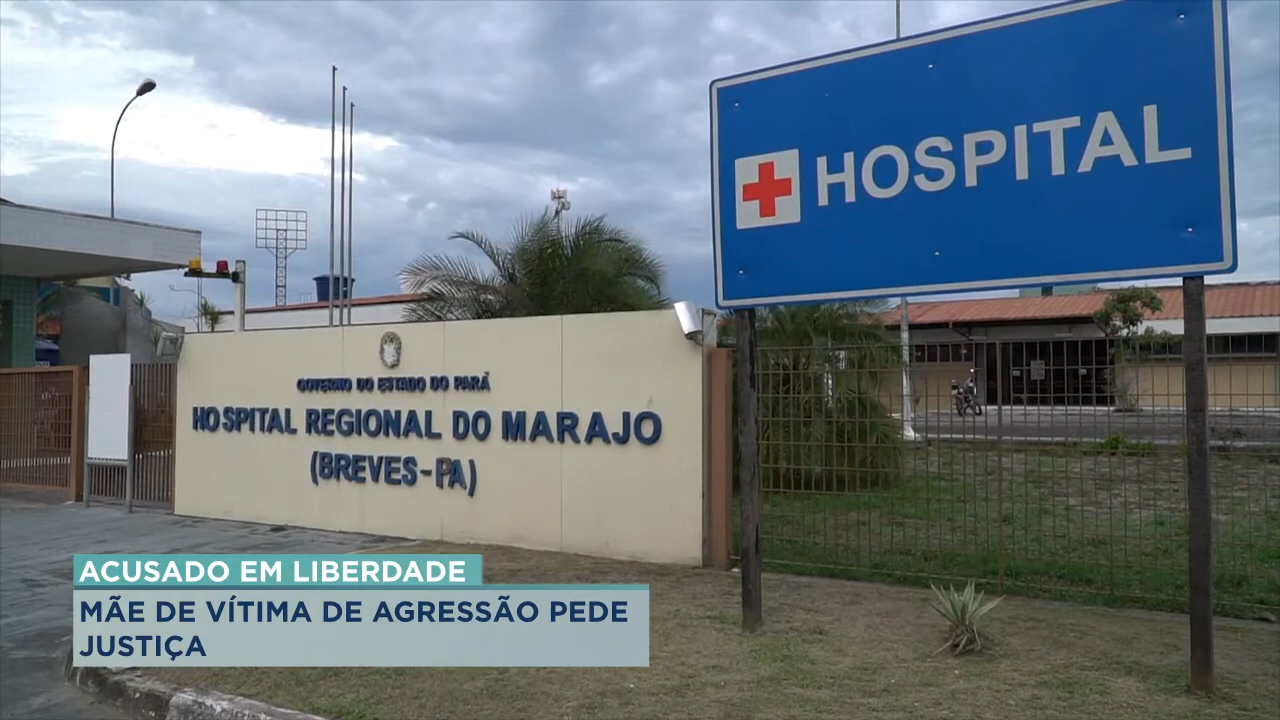 HOSPITAL
GOVERNO DO ESTADO DO PARÁ
HOSPITAL REGIONAL DO MARAJO
(BREVES-PA)
ACUSADO EM LIBERDADE
MÃE DE VÍTIMA DE AGRESSÃO PEDE
JUSTIÇA